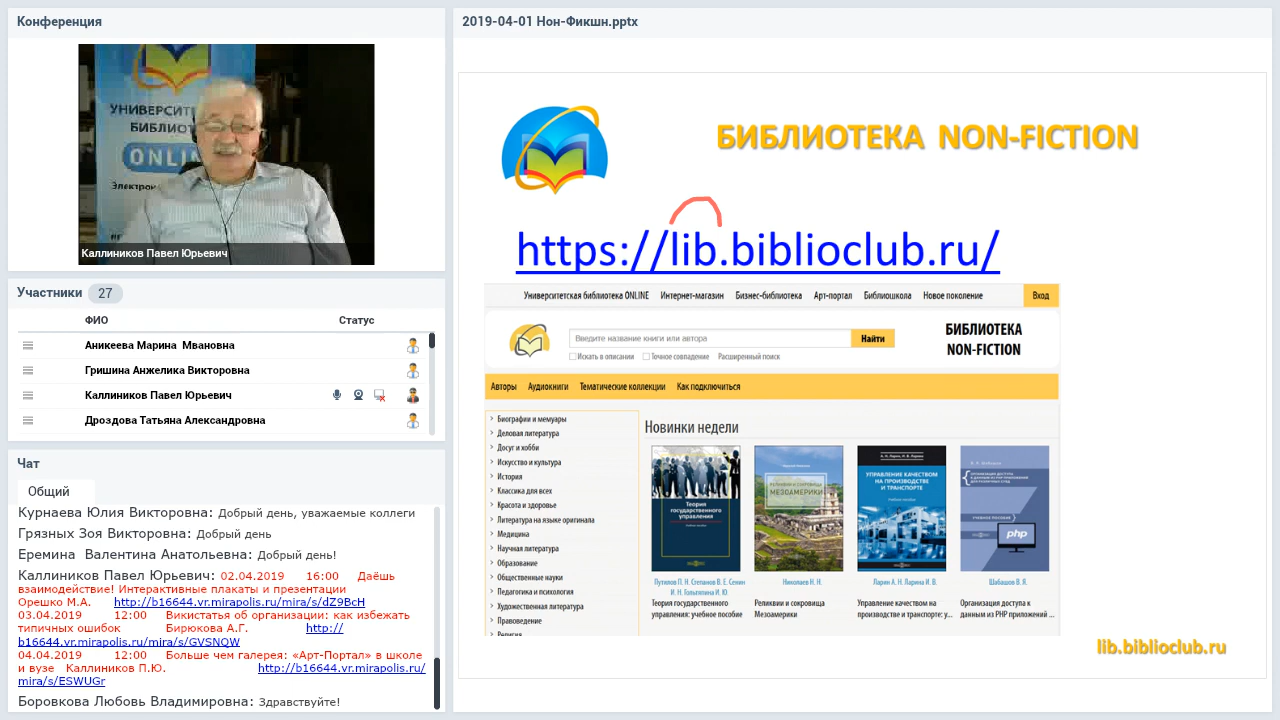 Конференция
УНИВЕРСИТ
БИБЛИО
ONLIN
Электрон
Каллиников Павел Юрьевич
Участники 27
ФИО Статус
Аникеева Марина Мвановна
Гришина Анжелика Викторовна
Каллиников Павел Юрьевич
Дроздова Татьяна Александровна
Чат
Общий
Курнаева Юлия Викторовна: Добрый день, уважаемые коллеги
Грязных Зоя Викторовна: Добрый день
Еремина Валентина Анатольевна: Добрый день!
Каллиников Павел Юрьевич: 02.04.2019 16:00 Даёшь
взаимодействие! Интерактивные плакаты и презентации
Орешко М.А. http://b16644.vr.mirapolis.ru/mira/s/dZ9BcH
03.04.2019 12:00 Викистатья об организации: как избежать
типичных ошибок Бирюкова А.Г. http://
b16644.vr.mirapolis.ru/mira/s/GVSNQW
04.04.2019 12:00 Больше чем галерея: «Арт-Портал» в школе
и вузе Каллиников П.Ю. http://b16644.vr.mirapolis.ru/
mira/s/ESWUGr
Боровкова Любовь Владимировна: Здравствуйте!
2019-04-01 Нон-Фикшн.pptx
БИБЛИОТЕКА NON-FICTION
https://lib.biblioclub.ru/
Университетская библиотека ONLINE Интернет-магазин Бизнес-библиотека Арт-портал Библиошкола Новое поколение Вход
Введите название книги или автора Найти
Искать в описании Точное совпадение Расширенный поиск
БИБЛИОТЕКА
NON-FICTION
Авторы Аудиокниги Тематические коллекции Как подключиться
Биографии и мемуары
Деловая литература
Досуг и хобби
Искусство и культура
История
Классика для всех
Красота и здоровье
Литература на языке оригинала
Медицина
Научная литература
Образование
Общественные науки
Педагогика и психология
Художественная литература
Правоведение
Религия
Новинки недели
Теория
государственного
управления
РЕЛИКВИИ И СОКРОВИЩА
МЕЗОАМЕРИКИ
УПРАВЛЕНИЕ КАЧЕСТВОМ
НА ПРОИЗВОДСТВЕ
И ТРАНСПОРТЕ
php
Путилов П. Н. Степанов В. Е. Сенин
И. Н. Голыгялина И. Ю.
Теория государственного
управления: учебное пособие
Николаев Н. Н.
Реликвии и сокровища
Мезоамерики
Ларин А. Н. Ларина И. В.
Управление качеством на
производстве и транспорте: у…
Шабашов В. Я.
Организация доступа к
данным из PHP приложений …
lib.biblioclub.ru